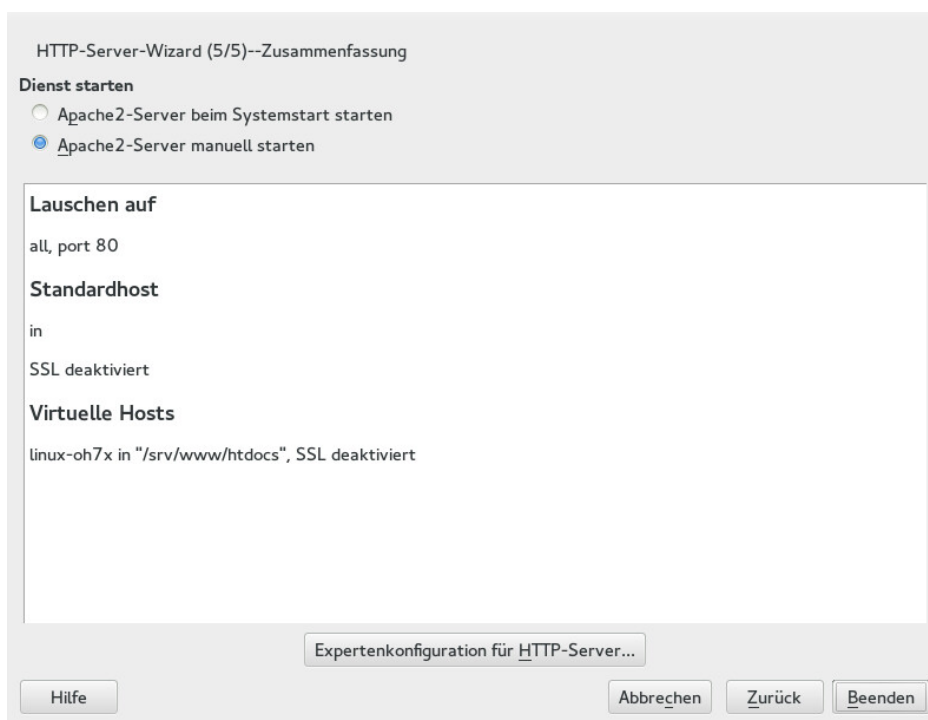 HTTP-Server-Wizard (5/5)--Zusammenfassung
Dienst starten
Apache2-Server beim Systemstart starten
Apache2-Server manuell starten
Lauschen auf
all, port 80
Standardhost
in
SSL deaktiviert
Virtuelle Hosts
linux-oh7x in "/srv/www/htdocs", SSL deaktiviert
Expertenkonfiguration für HTTP-Server...
Hilfe Abbrechen Zurück Beenden